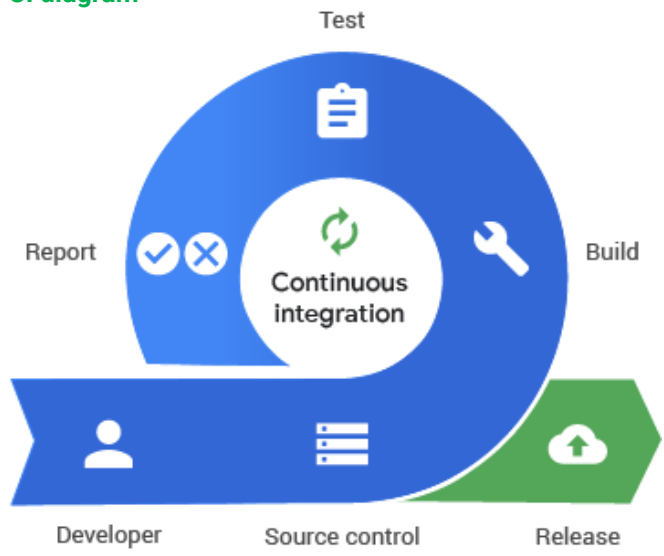 Test
Report
Build
Continuous
integration
Developer
Source control
Release